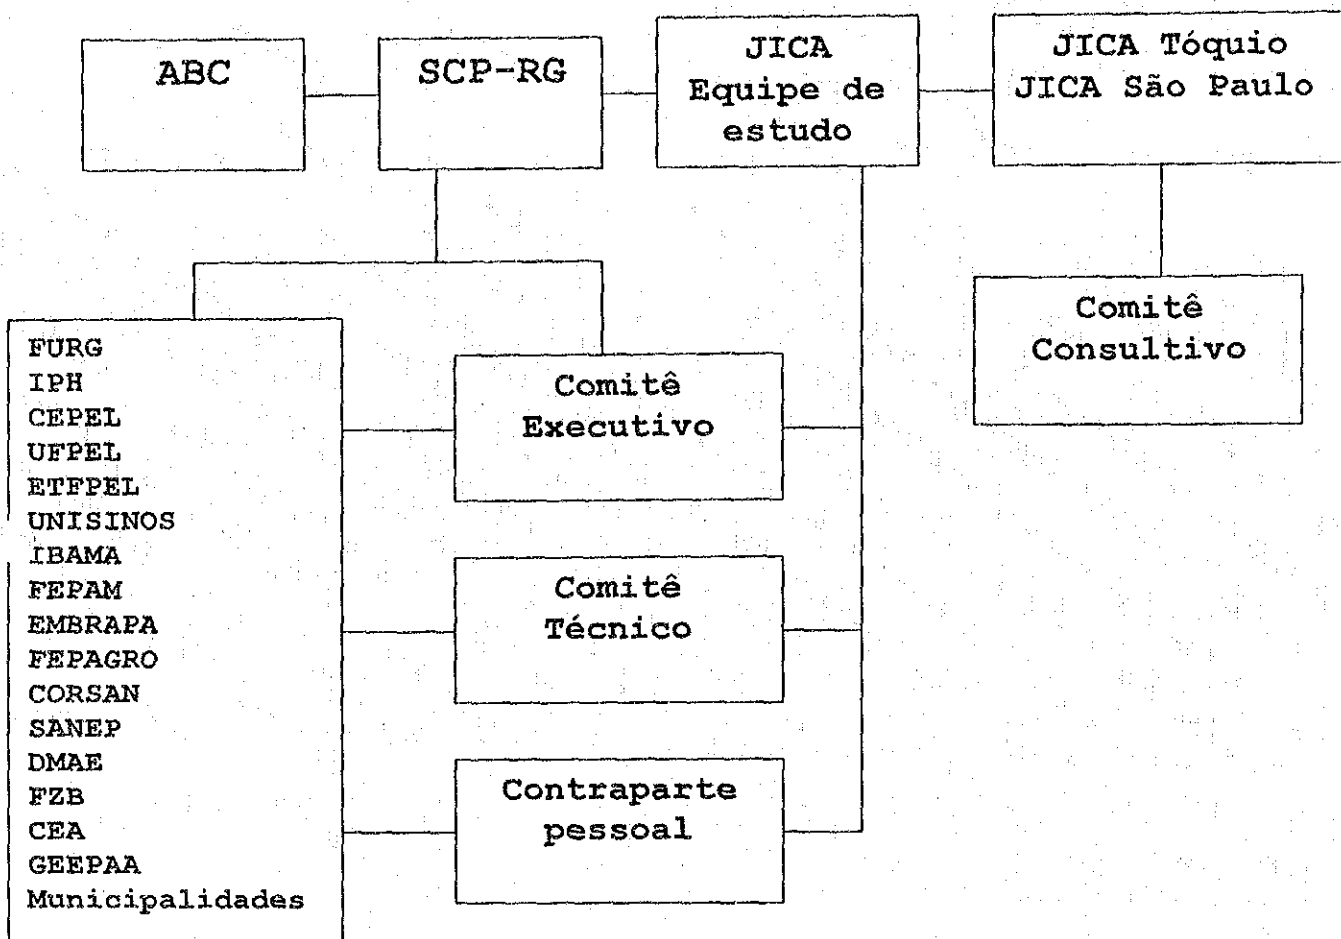 ABC
SCP-RG
JICA
Equipe de
estudo
JICA Tóquio
JICA São Paulo
Comitê
Consultivo
FURG
IPH
CEPEL
UFPEL
ETFPEL
UNISINOS
IBAMA
FEPAM
EMBRAPA
FEPAGRO
CORSAN
SANEP
DMAE
FZB
CEA
GEEPAA
Municipalidades
Comitê
Executivo
Comitê
Técnico
Contraparte
pessoal